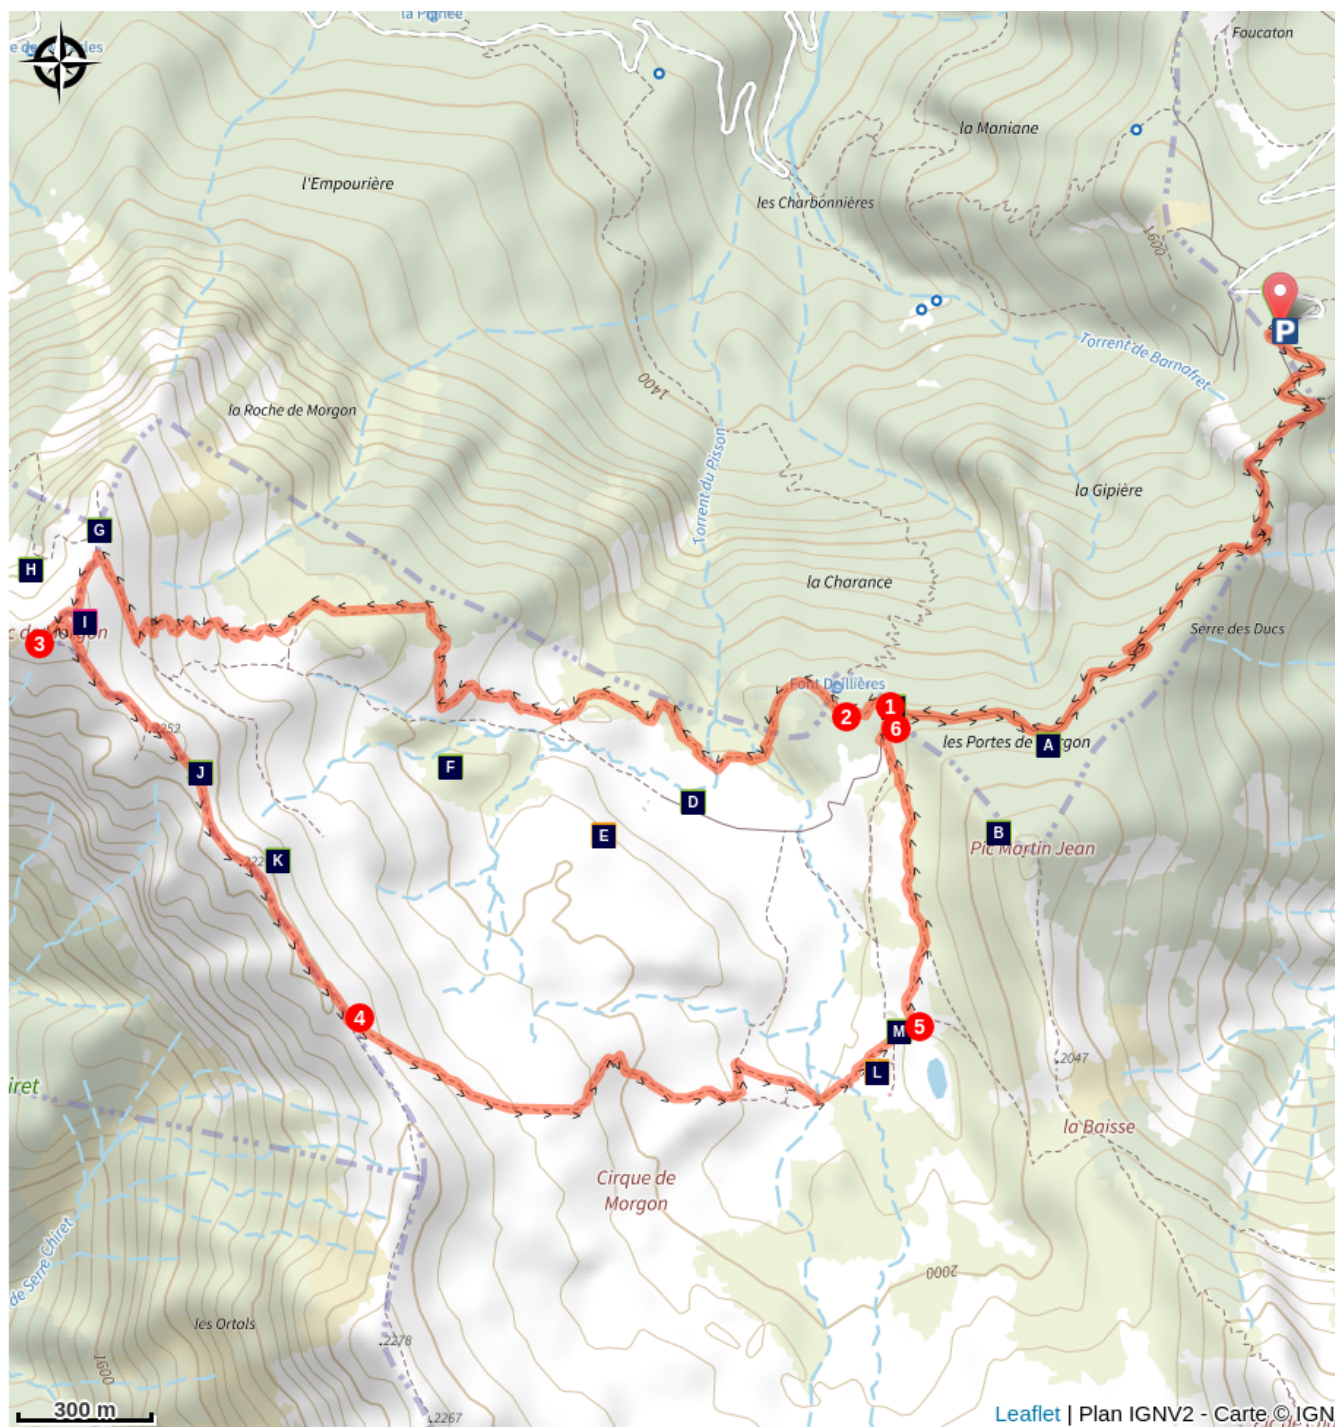 la Pignée
Foucaton
la Maniane
l'Empourière
les Charbonnières
1600
P
Torrent de Barnafret
1400
la Roche de Morgon
Torrent du Pisson
la Gipière
G
H
la Charance
I
3
Serre des Ducs
Font Deillières
1
2
6
les Portes de Morgon
A
2252
J
F
D
E
B
Pic Martin Jean
K
4
M
5
L
2047
la Baisse
Cirque de
Morgon
de Serre Chiret
2000
les Ortols
2278
1600
2267
300 m
Leaflet | Plan IGNV2 - Carte © IGN